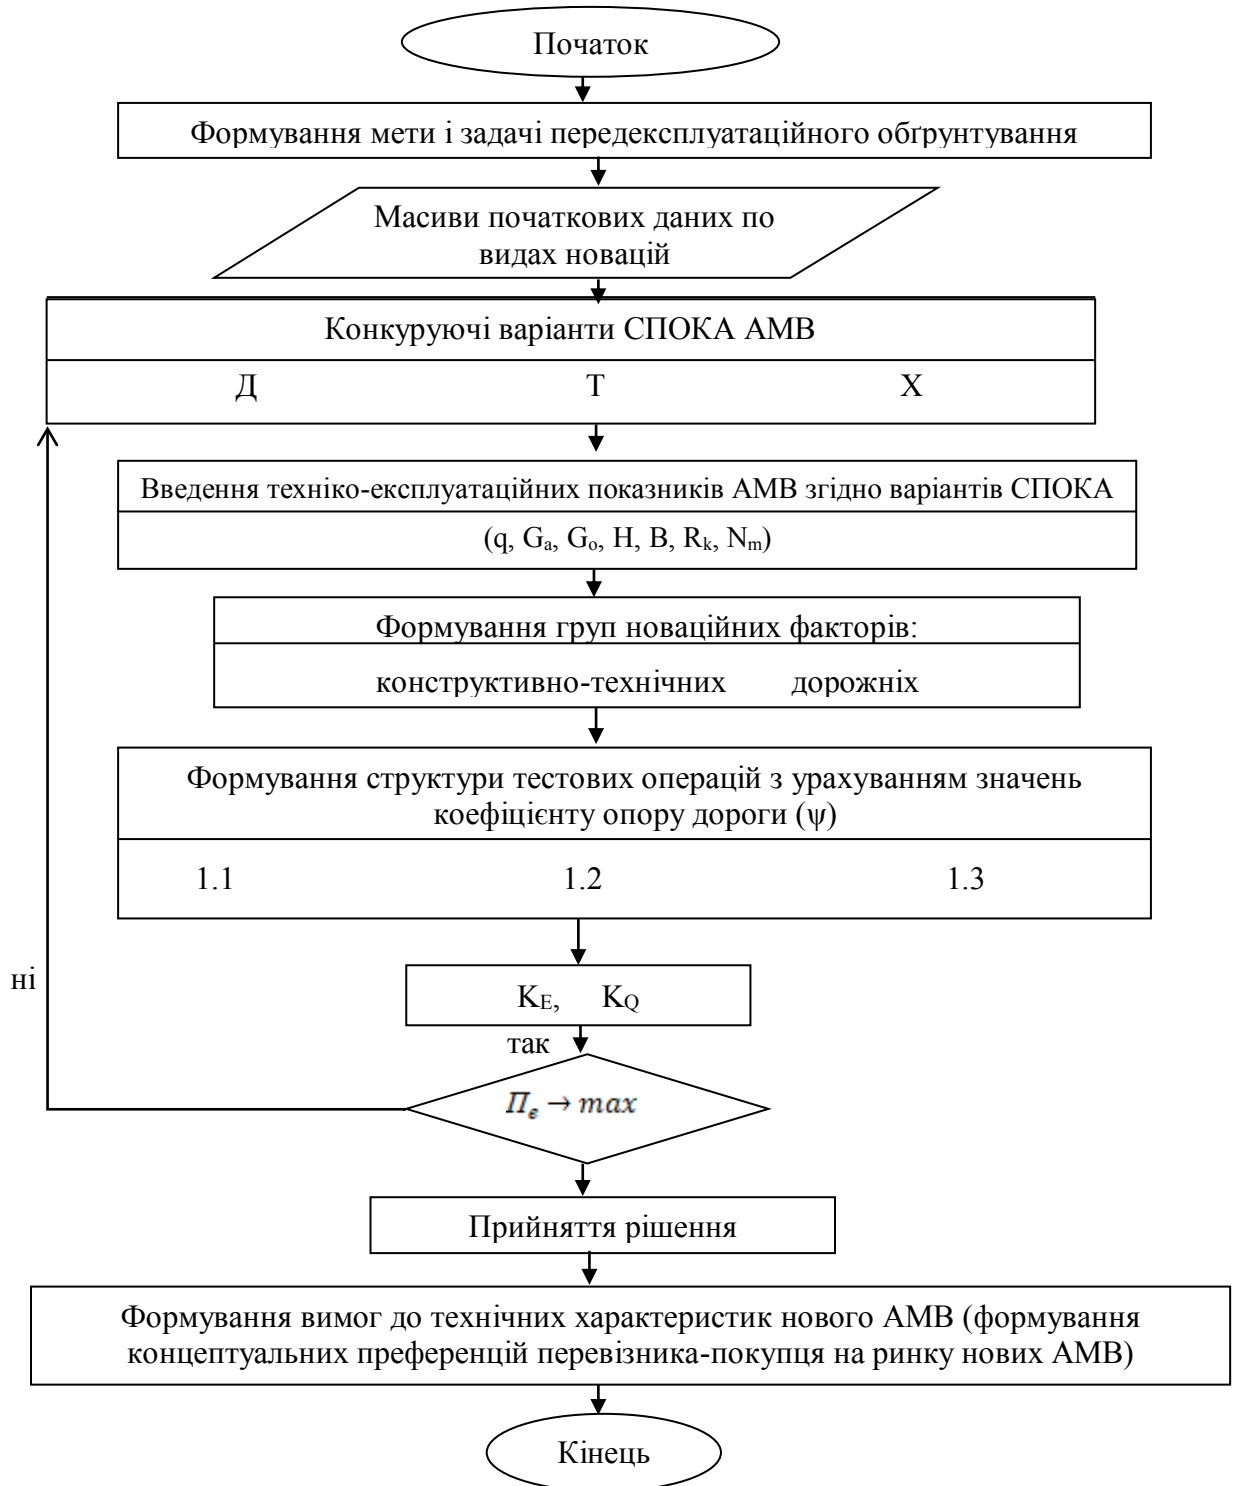 Початок
Формування мети і задачі передексплуатаційного обґрунтування
Масиви початкових даних по
видах новацій
Конкуруючі варіанти СПОКА АМВ
Д Т Х
Введення техніко-експлуатаційних показників АМВ згідно варіантів СПОКА
(q, Gₐ, Gₒ, H, B, Rₖ, Nₘ)
Формування груп новаційних факторів:
конструктивно-технічних дорожніх
Формування структури тестових операцій з урахуванням значень
коефіцієнту опору дороги (ψ)
1.1 1.2 1.3
ні
K_E, K_Q
так
П_є → max
Прийняття рішення
Формування вимог до технічних характеристик нового АМВ (формування
концептуальних преференцій перевізника-покупця на ринку нових АМВ)
Кінець